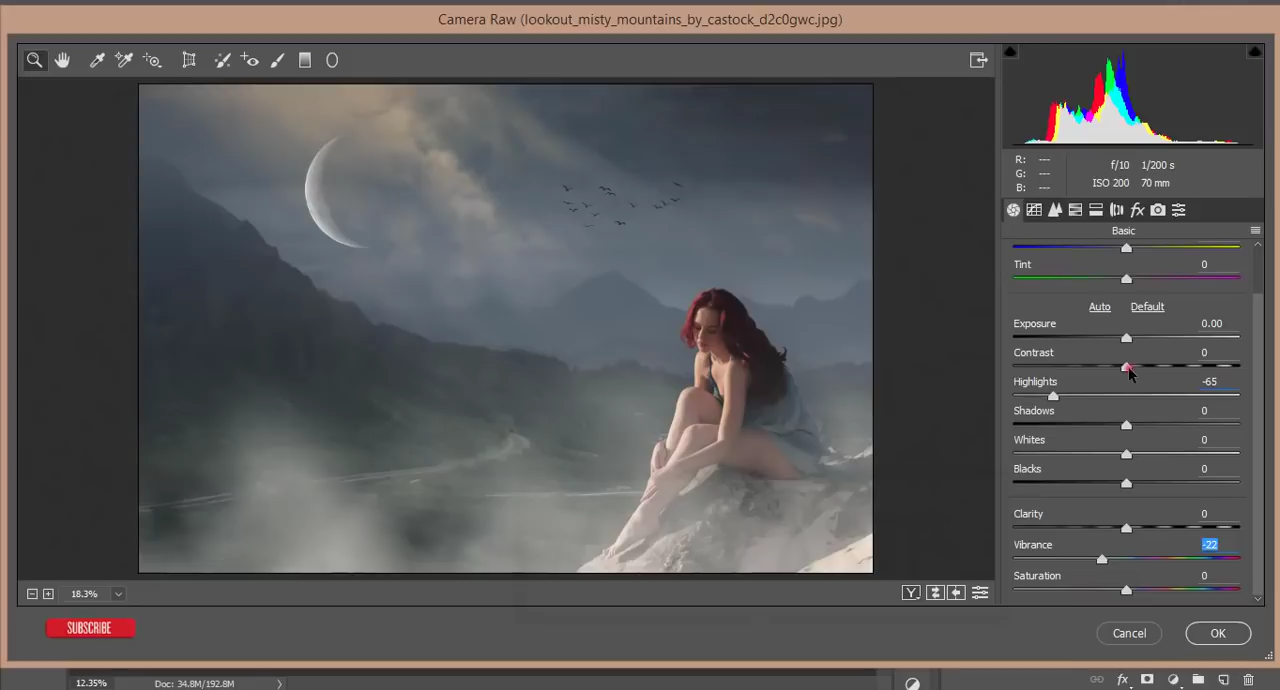 Camera Raw (lookout_misty_mountains_by_castock_d2c0gwc.jpg)
R: ---
G: ---
B: ---
f/10 1/200 s
ISO 200 70 mm
fx
Basic
Tint 0
Auto Default
Exposure 0.00
Contrast 0
Highlights -65
Shadows 0
Whites 0
Blacks 0
Clarity 0
Vibrance -22
Saturation 0
18.3%
Y
SUBSCRIBE
Cancel OK
12.35% Doc: 34.8M/192.8M
fx